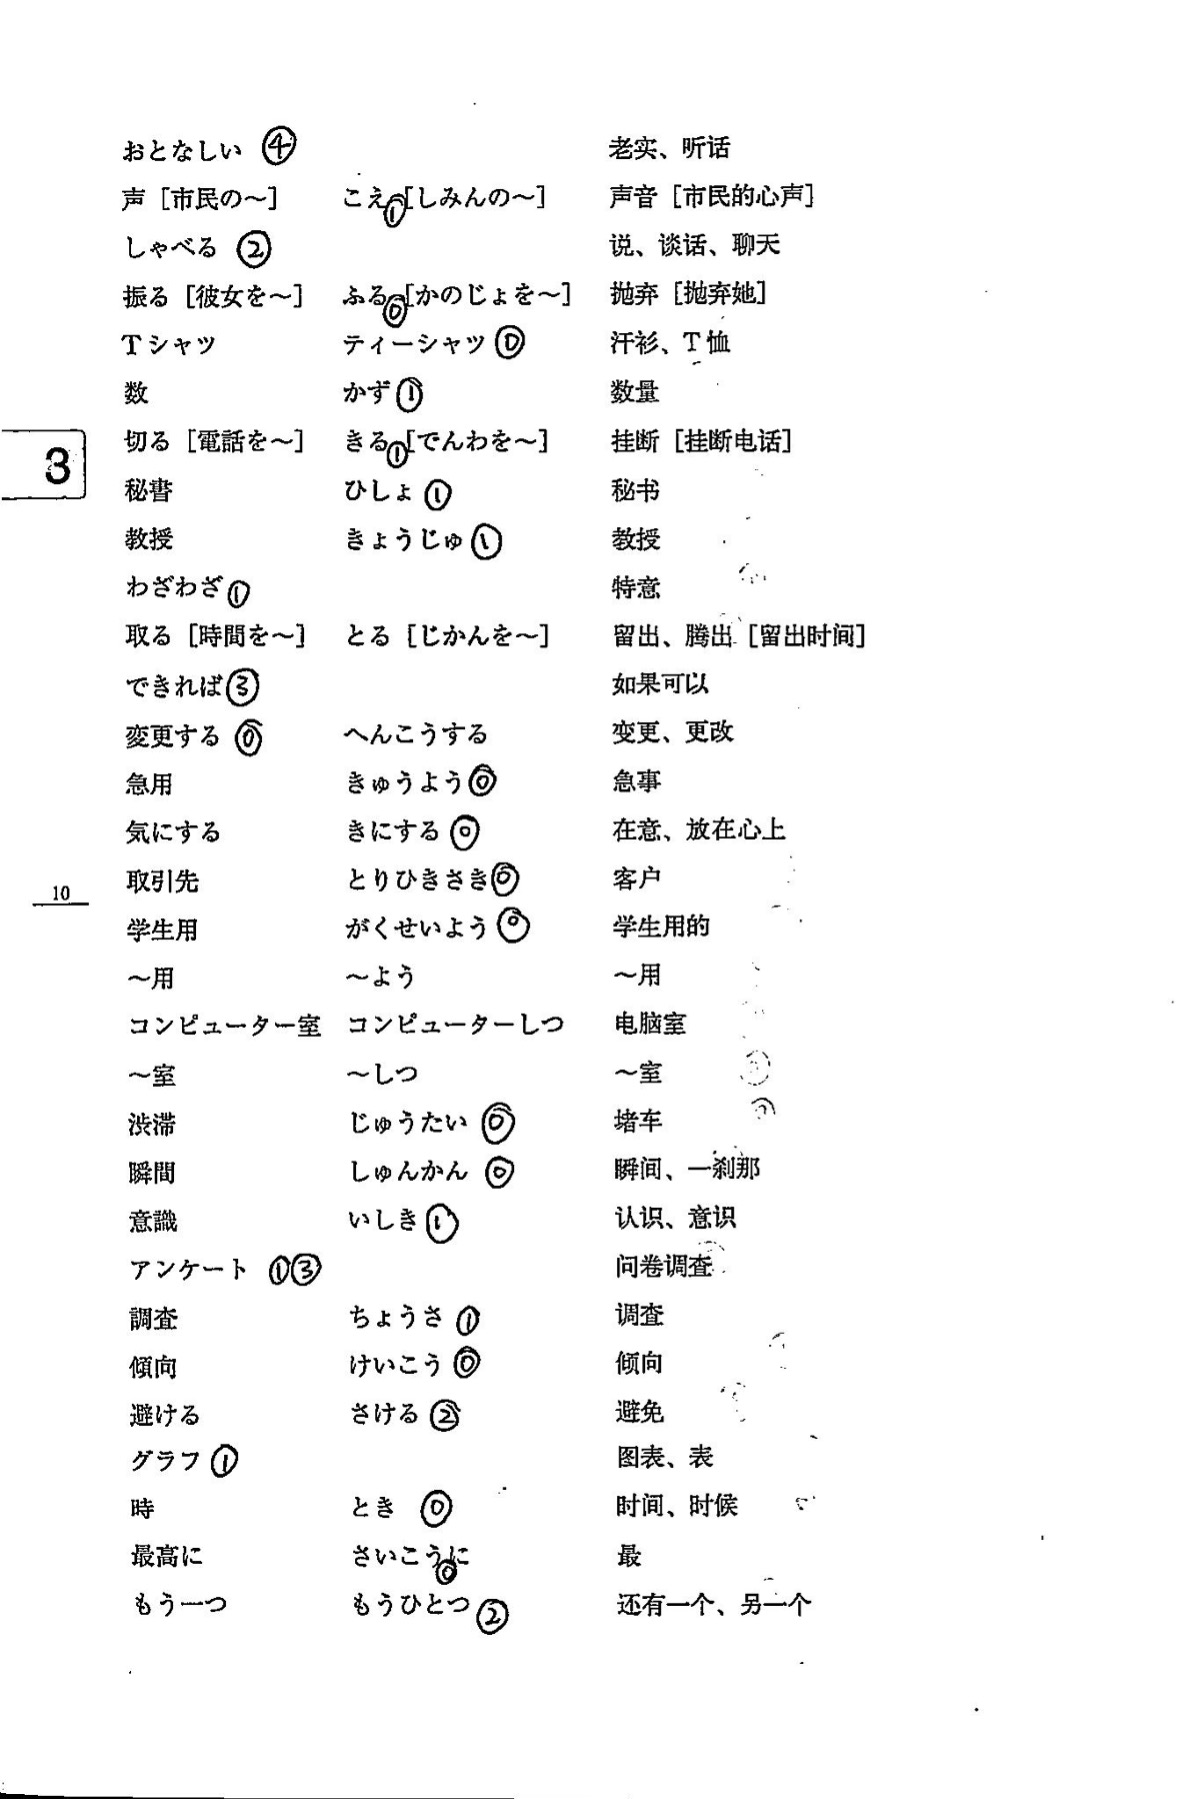 おとなしい ④ 老实、听话
声［市民の～］ こえ①［しみんの～］ 声音［市民的心声］
しゃべる ② 说、谈话、聊天
振る［彼女を～］ ふる⓪［かのじょを～］ 抛弃［抛弃她］
Tシャツ ティーシャツ⓪ 汗衫、T恤
数 かず① 数量
切る［電話を～］ きる①［でんわを～］ 挂断［挂断电话］
3
秘書 ひしょ① 秘书
教授 きょうじゅ① 教授
わざわざ① 特意
取る［時間を～］ とる［じかんを～］ 留出、腾出［留出时间］
できれば③ 如果可以
変更する⓪ へんこうする 变更、更改
急用 きゅうよう⓪ 急事
気にする きにする⓪ 在意、放在心上
取引先 とりひきさき⓪ 客户
10
学生用 がくせいよう⓪ 学生用的
～用 ～よう ～用
コンピューター室 コンピューターしつ 电脑室
～室 ～しつ ～室
渋滞 じゅうたい⓪ 堵车
瞬間 しゅんかん⓪ 瞬间、一刹那
意識 いしき① 认识、意识
アンケート ①③ 问卷调查
調査 ちょうさ① 调查
傾向 けいこう⓪ 倾向
避ける さける② 避免
グラフ① 图表、表
時 とき⓪ 时间、时候
最高に さいこうに⓪ 最
もう一つ もうひとつ② 还有一个、另一个